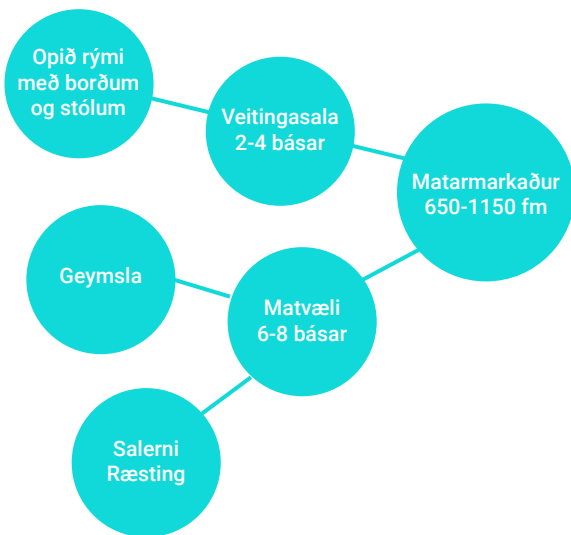 Opið rými
með borðum
og stólum
Veitingasala
2-4 básar
Matarmarkaður
650-1150 fm
Geymsla
Matvæli
6-8 básar
Salerni
Ræsting